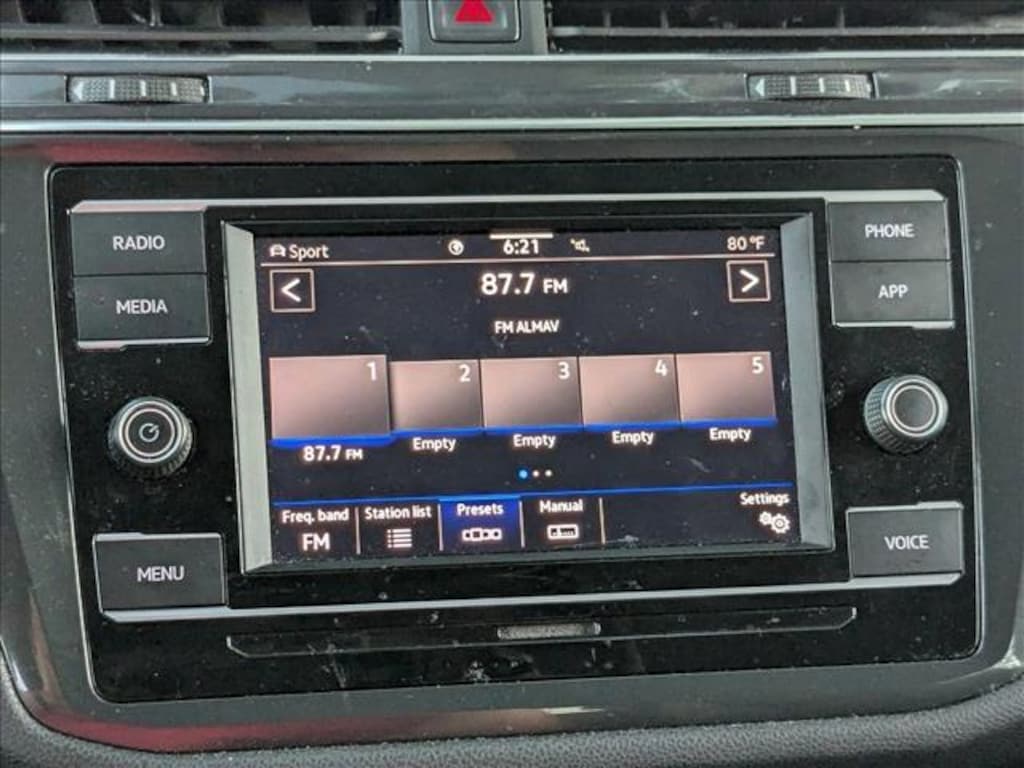 RADIO
MEDIA
MENU
PHONE
APP
VOICE
Sport 6:21 80 °F
< 87.7 FM >
FM ALMAV
1 2 3 4 5
87.7 FM Empty Empty Empty Empty
Freq. band Station list Presets Manual Settings
FM